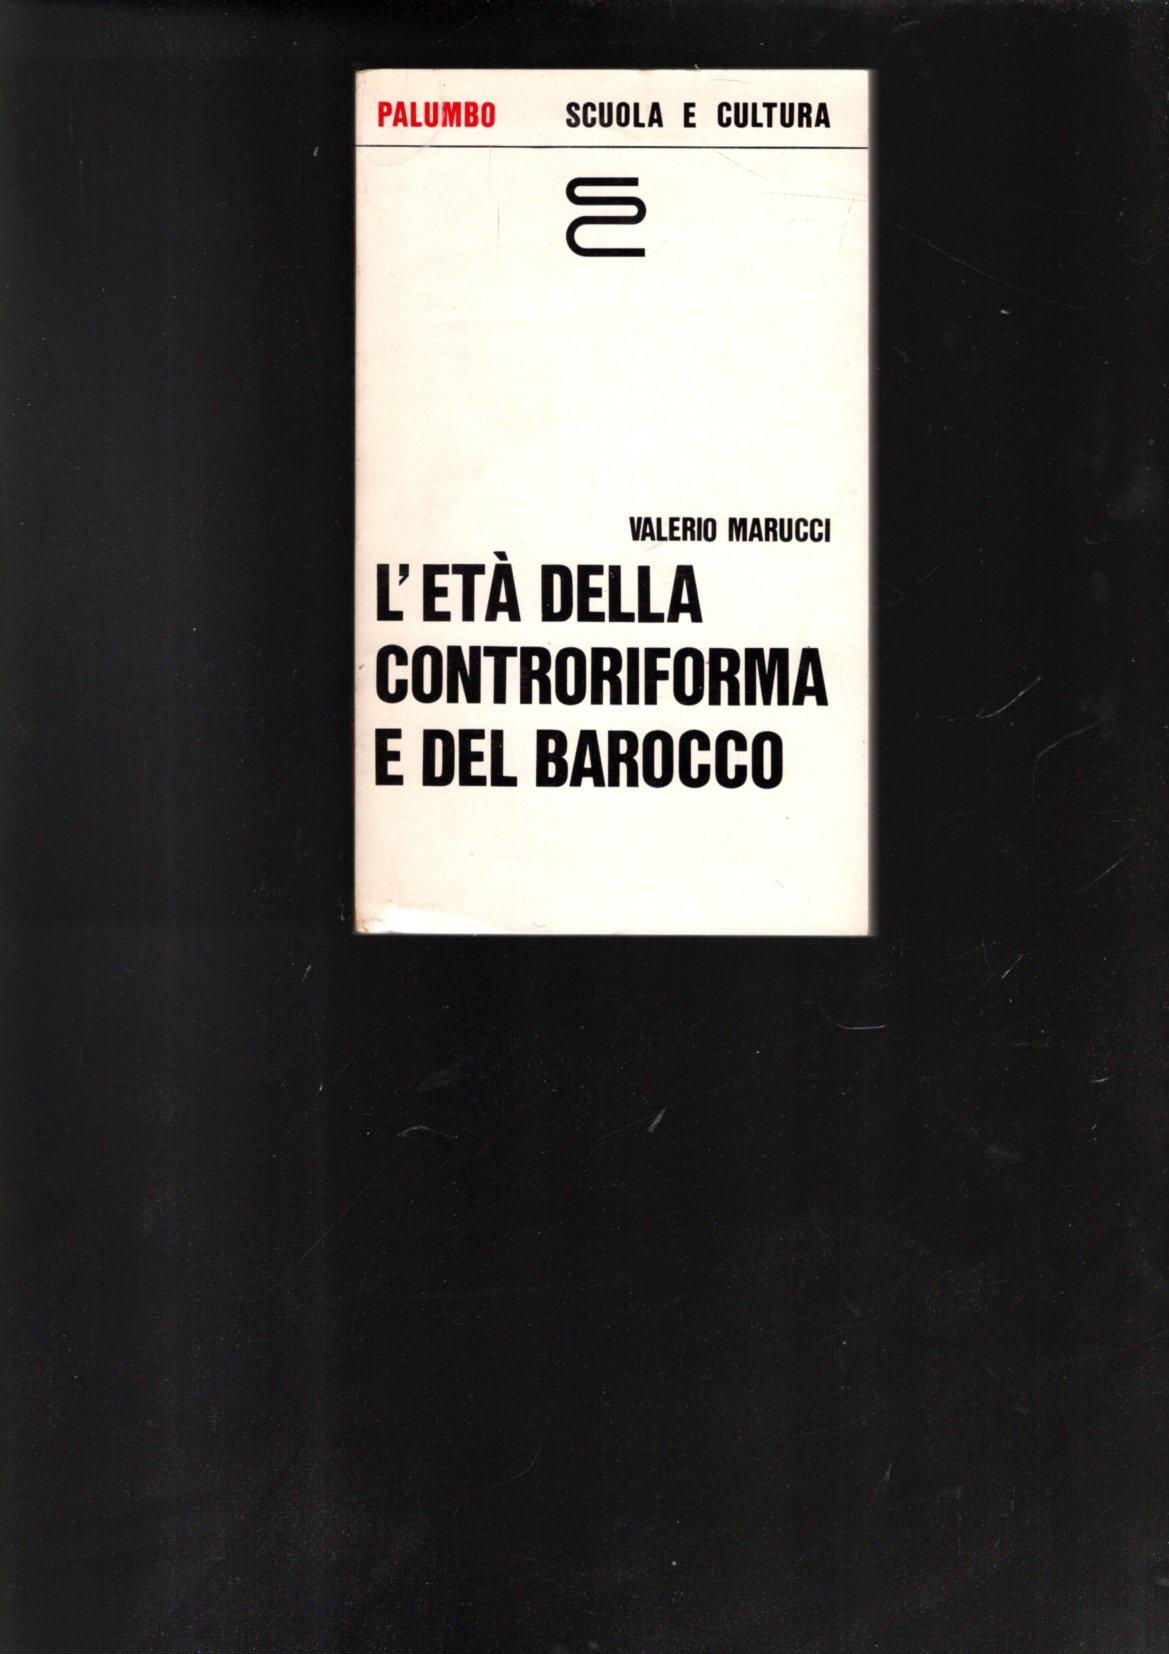 PALUMBO SCUOLA E CULTURA
VALERIO MARUCCI
L'ETÀ DELLA
CONTRORIFORMA
E DEL BAROCCO